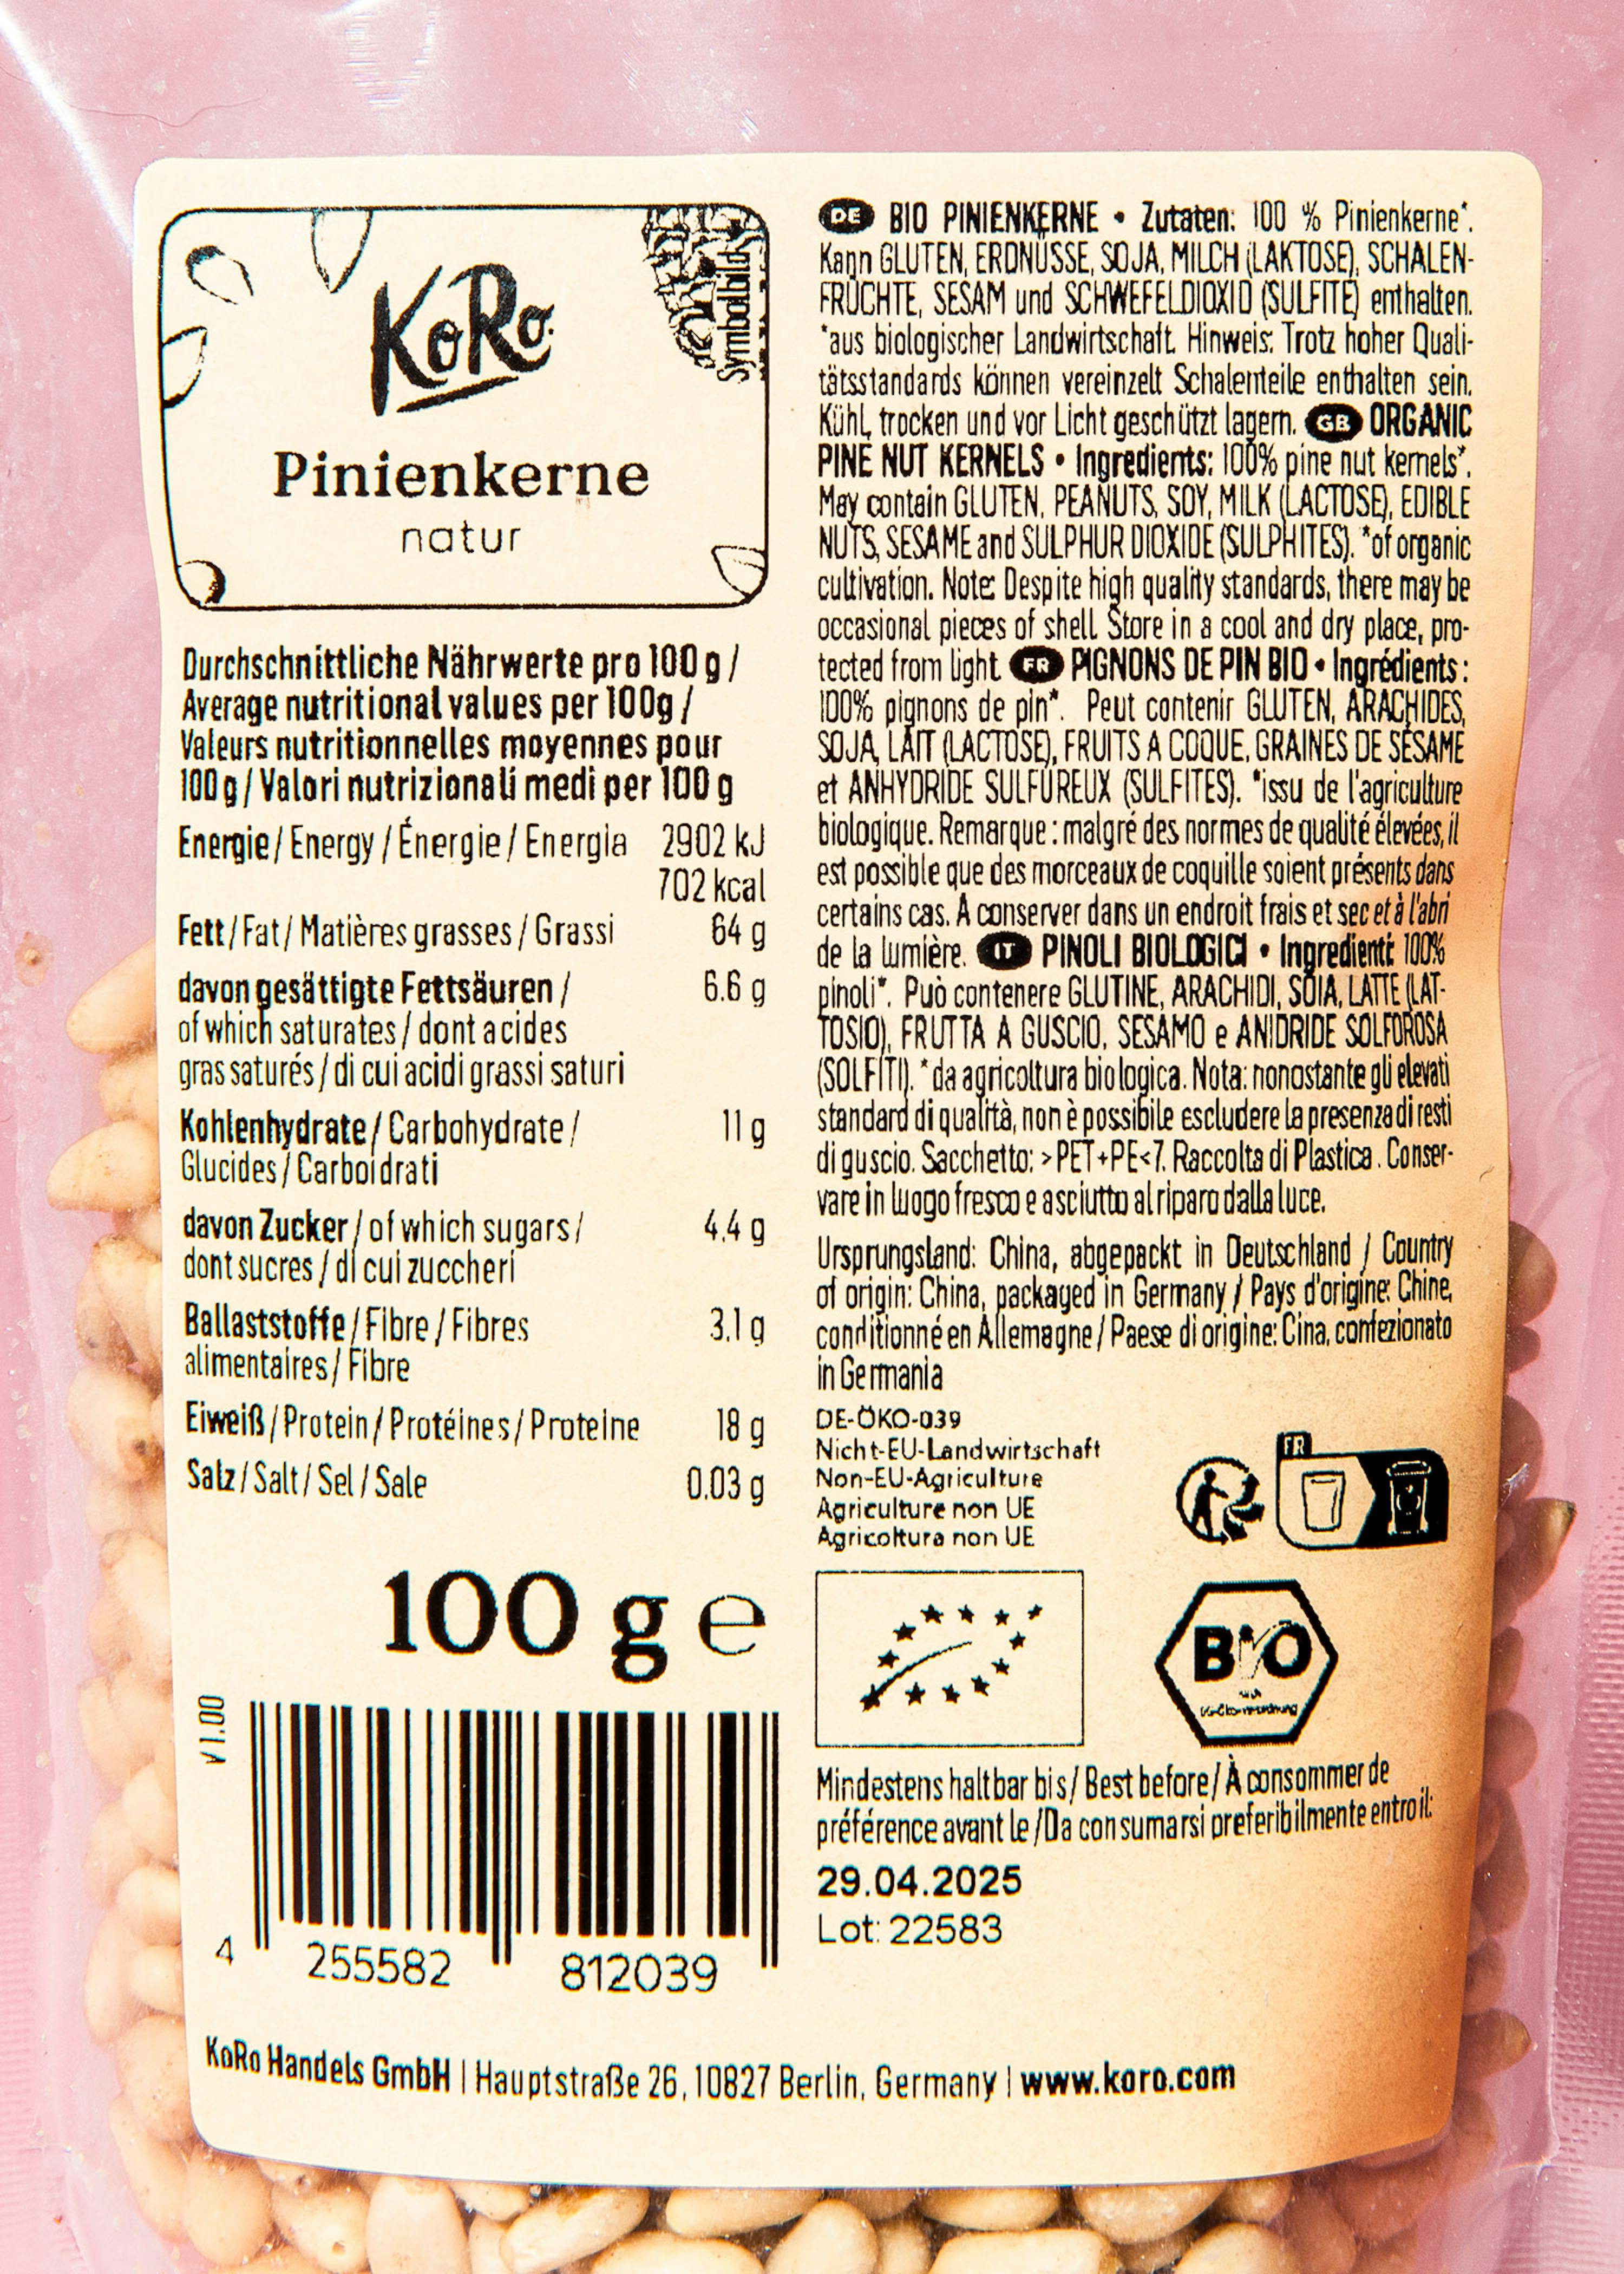 KoRo
Symbolbild
Pinienkerne
natur
Durchschnittliche Nährwerte pro 100 g /
Average nutritional values per 100g /
Valeurs nutritionnelles moyennes pour
100 g / Valori nutrizionali medi per 100 g
Energie / Energy / Énergie / Energia 2902 kJ
702 kcal
Fett / Fat / Matières grasses / Grassi 64 g
davon gesättigte Fettsäuren / 6.6 g
of which saturates / dont acides
gras saturés / di cui acidi grassi saturi
Kohlenhydrate / Carbohydrate / 11 g
Glucides / Carboidrati
davon Zucker / of which sugars / 4.4 g
dont sucres / di cui zuccheri
Ballaststoffe / Fibre / Fibres 3.1 g
alimentaires / Fibre
Eiweiß / Protein / Protéines / Proteine 18 g
Salz / Salt / Sel / Sale 0.03 g
100 g e
V1.00
4 255582 812039
DE BIO PINIENKERNE • Zutaten: 100 % Pinienkerne*.
Kann GLUTEN, ERDNÜSSE, SOJA, MILCH (LAKTOSE), SCHALEN-
FRÜCHTE, SESAM und SCHWEFELDIOXID (SULFITE) enthalten.
*aus biologischer Landwirtschaft. Hinweis: Trotz hoher Quali-
tätsstandards können vereinzelt Schalenteile enthalten sein.
Kühl, trocken und vor Licht geschützt lagern. GB ORGANIC
PINE NUT KERNELS • Ingredients: 100% pine nut kernels*.
May contain GLUTEN, PEANUTS, SOY, MILK (LACTOSE), EDIBLE
NUTS, SESAME and SULPHUR DIOXIDE (SULPHITES). *of organic
cultivation. Note: Despite high quality standards, there may be
occasional pieces of shell. Store in a cool and dry place, pro-
tected from light. FR PIGNONS DE PIN BIO • Ingrédients :
100% pignons de pin*. Peut contenir GLUTEN, ARACHIDES,
SOJA, LAIT (LACTOSE), FRUITS A COQUE, GRAINES DE SÉSAME
et ANHYDRIDE SULFUREUX (SULFITES). *issu de l'agriculture
biologique. Remarque : malgré des normes de qualité élevées, il
est possible que des morceaux de coquille soient présents dans
certains cas. À conserver dans un endroit frais et sec et à l'abri
de la lumière. IT PINOLI BIOLOGICI • Ingredienti: 100%
pinoli*. Può contenere GLUTINE, ARACHIDI, SOIA, LATTE (LAT-
TOSIO), FRUTTA A GUSCIO, SESAMO e ANIDRIDE SOLFOROSA
(SOLFITI). *da agricoltura biologica. Nota: nonostante gli elevati
standard di qualità, non è possibile escludere la presenza di resti
di guscio. Sacchetto: >PET+PE<7. Raccolta di Plastica. Conser-
vare in luogo fresco e asciutto al riparo dalla luce.
Ursprungsland: China, abgepackt in Deutschland / Country
of origin: China, packaged in Germany / Pays d'origine: Chine,
conditionné en Allemagne / Paese di origine: Cina, confezionato
in Germania
DE-ÖKO-039
Nicht-EU-Landwirtschaft
Non-EU-Agriculture
Agriculture non UE
Agricoltura non UE
FR
BIO
Mindestens haltbar bis / Best before / À consommer de
préférence avant le / Da consumarsi preferibilmente entro il:
29.04.2025
Lot: 22583
KoRo Handels GmbH | Hauptstraße 26, 10827 Berlin, Germany | www.koro.com